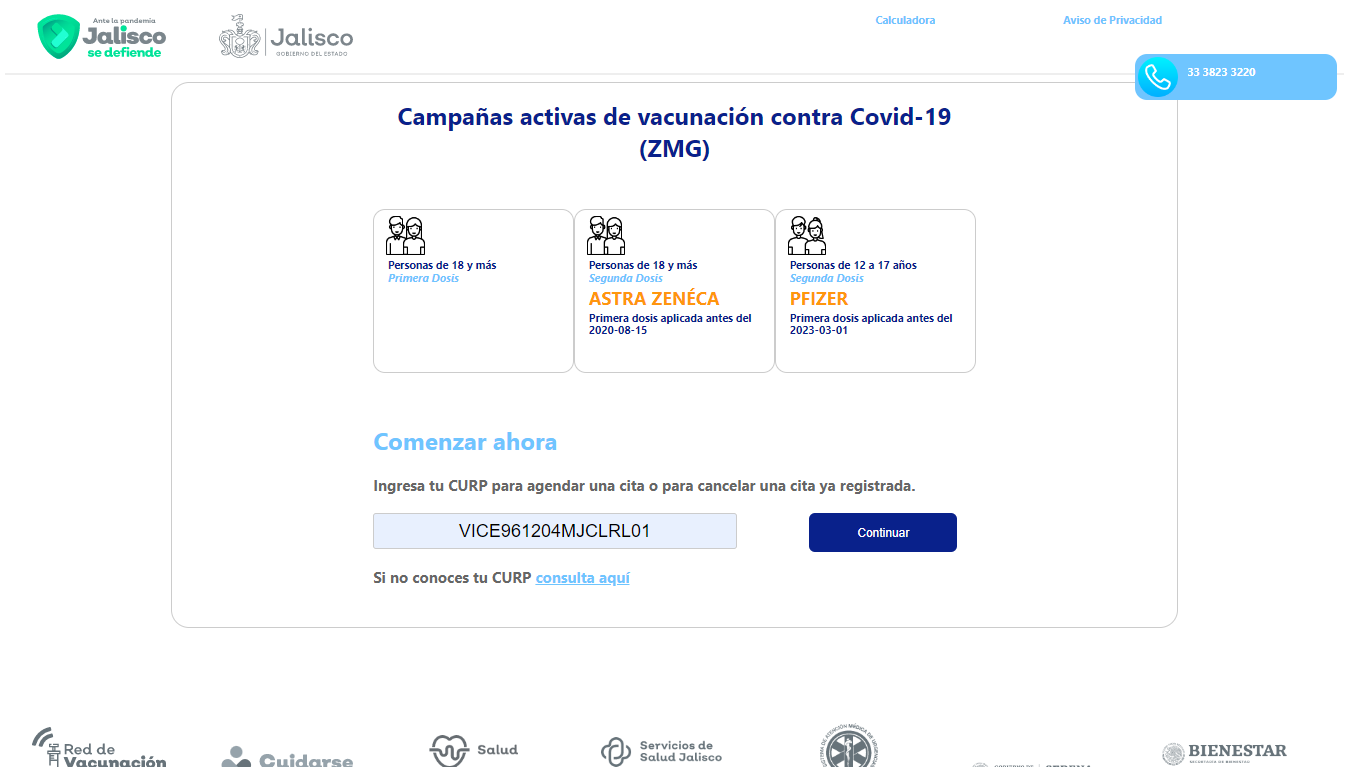 Ante la pandemia
Jalisco
se defiende
Jalisco
GOBIERNO DEL ESTADO
Calculadora
Aviso de Privacidad
33 3823 3220
Campañas activas de vacunación contra Covid-19
(ZMG)
Personas de 18 y más
Primera Dosis
Personas de 18 y más
Segunda Dosis
ASTRA ZENÉCA
Primera dosis aplicada antes del
2020-08-15
Personas de 12 a 17 años
Segunda Dosis
PFIZER
Primera dosis aplicada antes del
2023-03-01
Comenzar ahora
Ingresa tu CURP para agendar una cita o para cancelar una cita ya registrada.
VICE961204MJCLRL01
Continuar
Si no conoces tu CURP consulta aquí
Red de
Vacunación
Cuidarse
Salud
Servicios de
Salud Jalisco
BIENESTAR